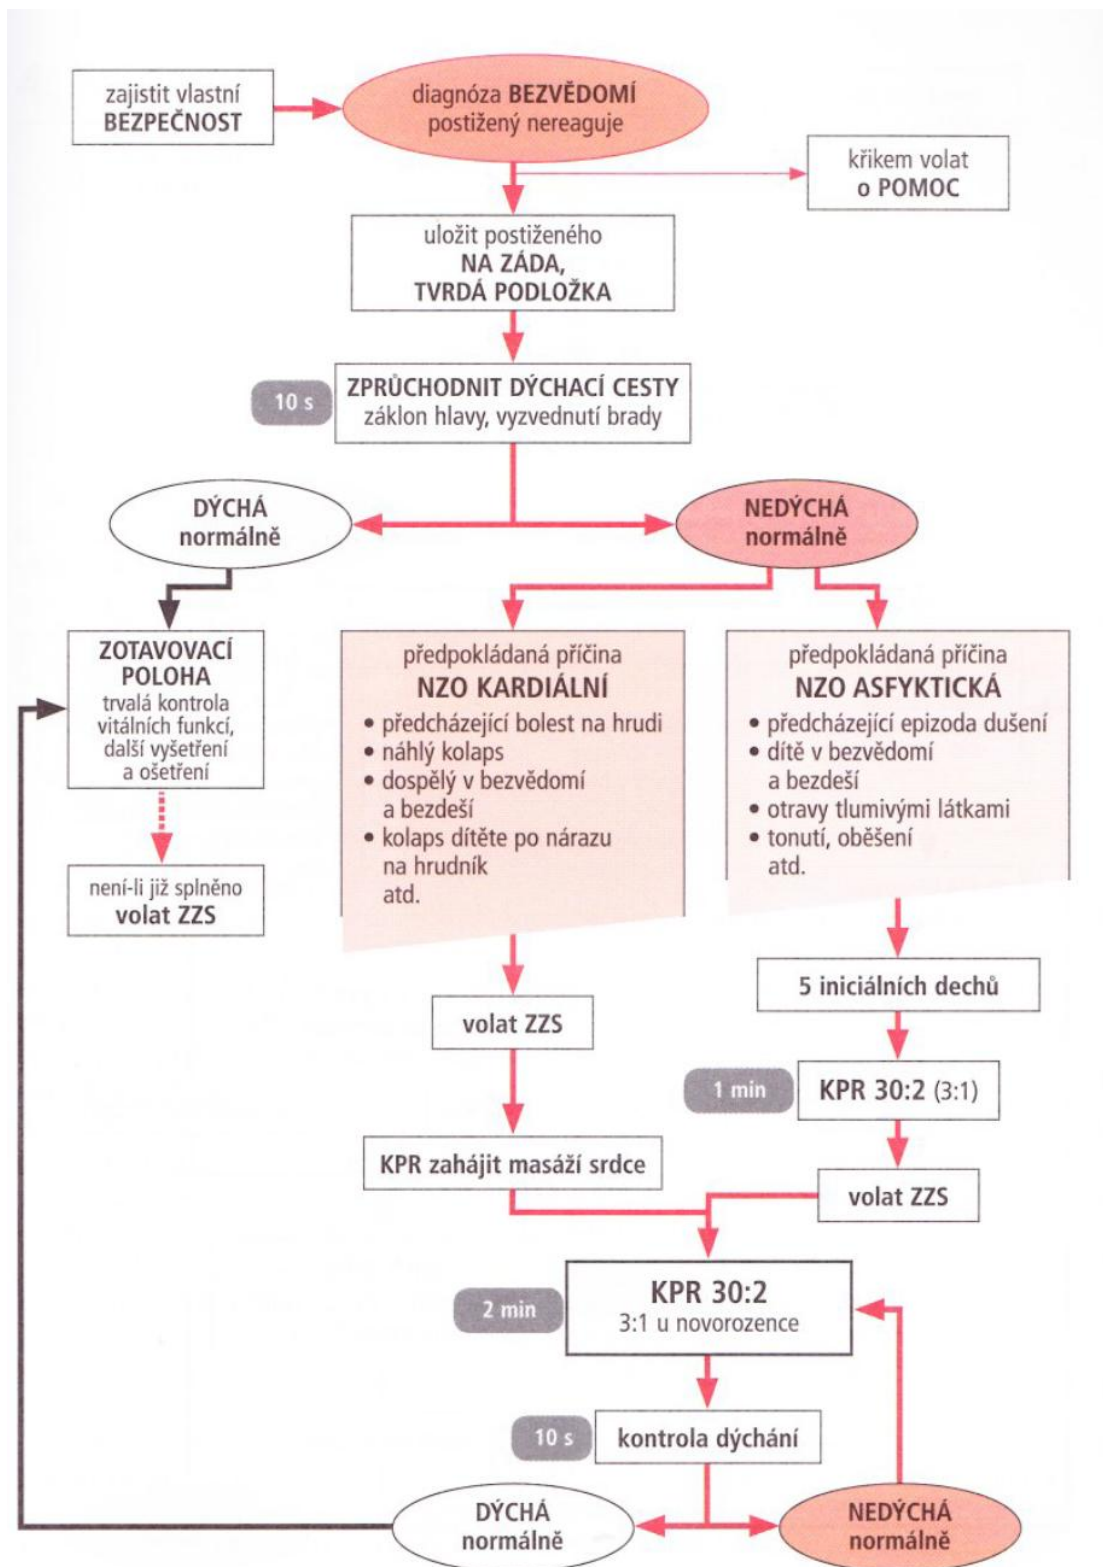 zajistit vlastní
BEZPEČNOST
diagnóza BEZVĚDOMÍ
postižený nereaguje
křikem volat
o POMOC
uložit postiženého
NA ZÁDA,
TVRDÁ PODLOŽKA
10 s
ZPRŮCHODNIT DÝCHACÍ CESTY
záklon hlavy, vyzvednutí brady
DÝCHÁ
normálně
NEDÝCHÁ
normálně
ZOTAVOVACÍ
POLOHA
trvalá kontrola
vitálních funkcí,
další vyšetření
a ošetření
není-li již splněno
volat ZZS
předpokládaná příčina
NZO KARDIÁLNÍ
• předcházející bolest na hrudi
• náhlý kolaps
• dospělý v bezvědomí
a bezdeší
• kolaps dítěte po nárazu
na hrudník
atd.
předpokládaná příčina
NZO ASFYKTICKÁ
• předcházející epizoda dušení
• dítě v bezvědomí
a bezdeší
• otravy tlumivými látkami
• tonutí, oběšení
atd.
volat ZZS
5 iniciálních dechů
1 min
KPR 30:2 (3:1)
KPR zahájit masáží srdce
volat ZZS
2 min
KPR 30:2
3:1 u novorozence
10 s
kontrola dýchání
DÝCHÁ
normálně
NEDÝCHÁ
normálně